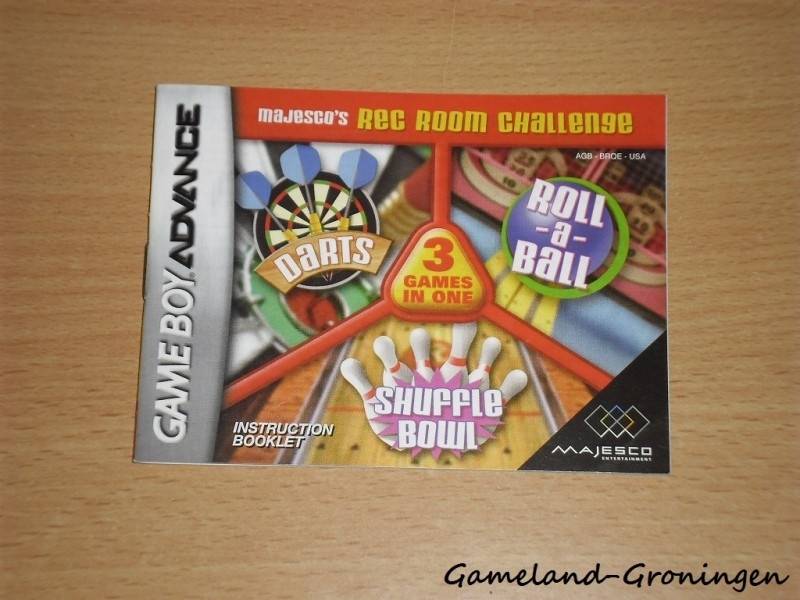 GAME BOY ADVANCE
MAJESCO'S REC ROOM CHALLENGE
AGB - BROE - USA
DARTS
ROLL
-a-
BALL
3
GAMES
IN ONE
SHUFFLE
BOWL
INSTRUCTION
BOOKLET
MAJESCO
ENTERTAINMENT
Gameland-Groningen